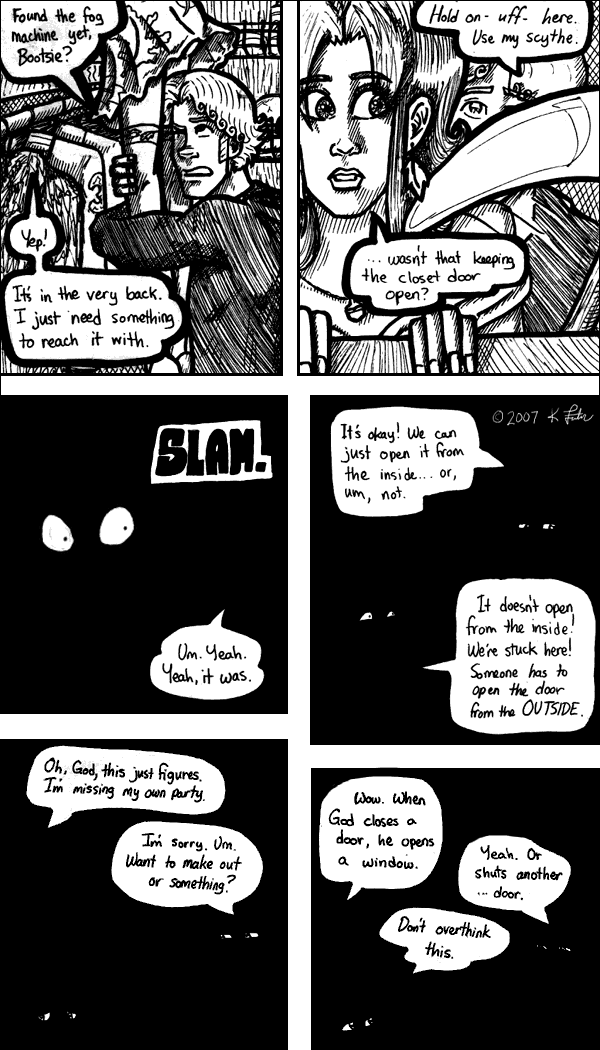 Found the fog
machine yet,
Bootsie?
Yep!
It's in the very back.
I just need something
to reach it with.
Hold on - uff - here.
Use my scythe.
... wasn't that keeping
the closet door
open?
SLAM.
Um. Yeah.
Yeah, it was.
©2007 K
It's okay! We can
just open it from
the inside... or,
um, not.
It doesn't open
from the inside!
We're stuck here!
Someone has to
open the door
from the OUTSIDE.
Oh, God, this just figures.
I'm missing my own party.
I'm sorry. Um.
Want to make out
or something?
Wow. When
God closes a
door, he opens
a window.
Yeah. Or
shuts another
... door.
Don't overthink
this.